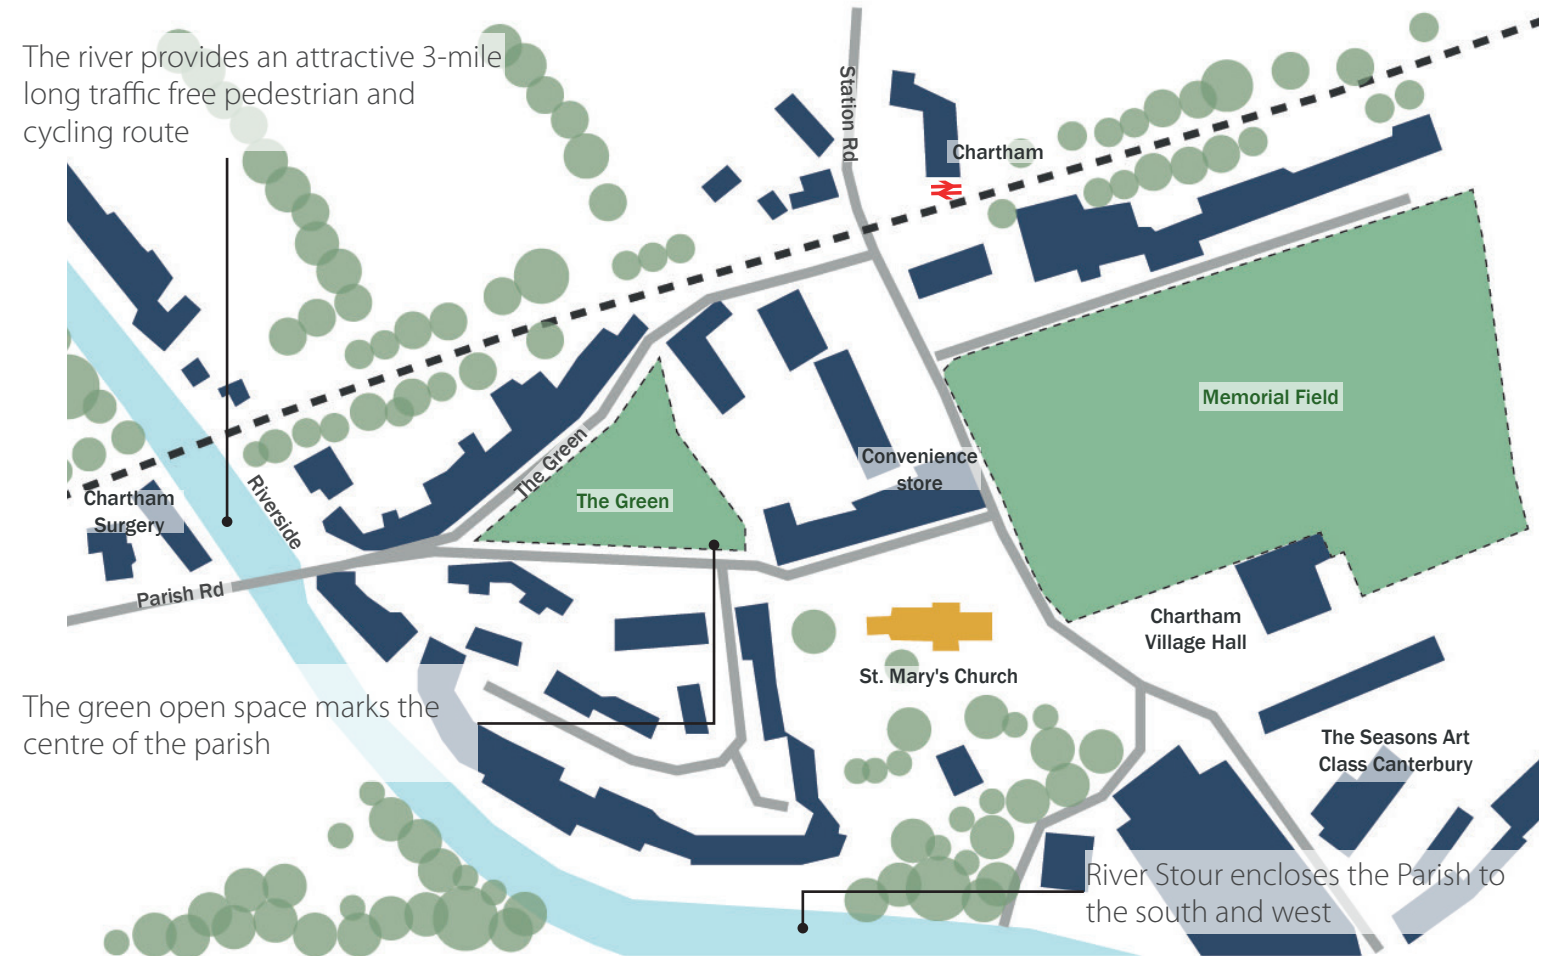 The river provides an attractive 3-mile
long traffic free pedestrian and
cycling route
Station Rd
Chartham
Memorial Field
Convenience
store
The Green
The Green
Chartham
Surgery
Riverside
Parish Rd
Chartham
Village Hall
St. Mary's Church
The green open space marks the
centre of the parish
The Seasons Art
Class Canterbury
River Stour encloses the Parish to
the south and west